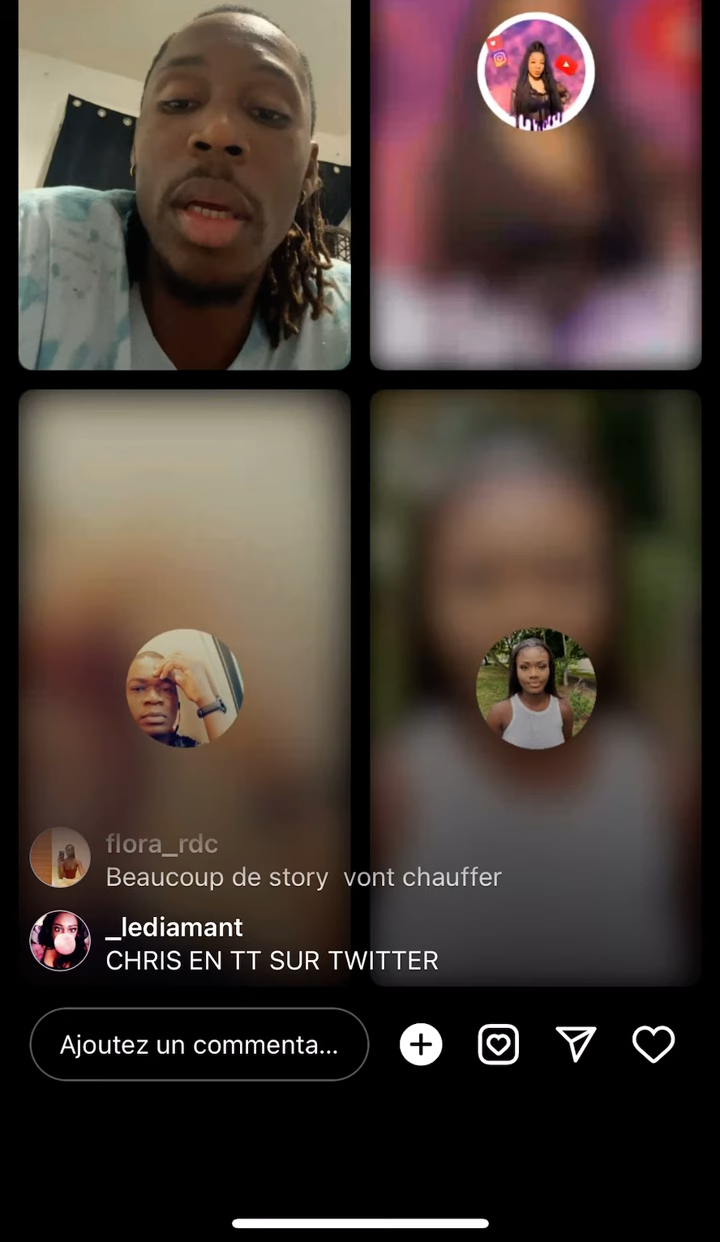 flora_rdc
Beaucoup de story  vont chauffer
_lediamant
CHRIS EN TT SUR TWITTER
Ajoutez un commenta...